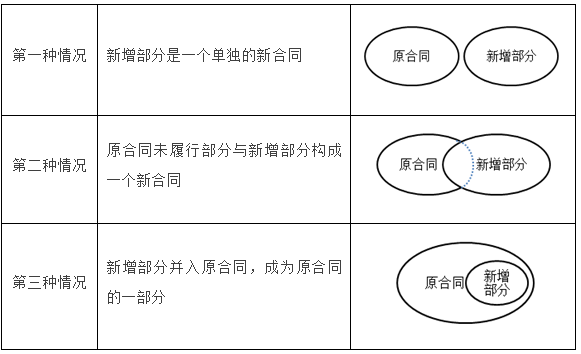 第一种情况
新增部分是一个单独的新合同
原合同
新增部分
第二种情况
原合同未履行部分与新增部分构成
一个新合同
原合同
新增部分
第三种情况
新增部分并入原合同，成为原合同
的一部分
原合同
新增
部分